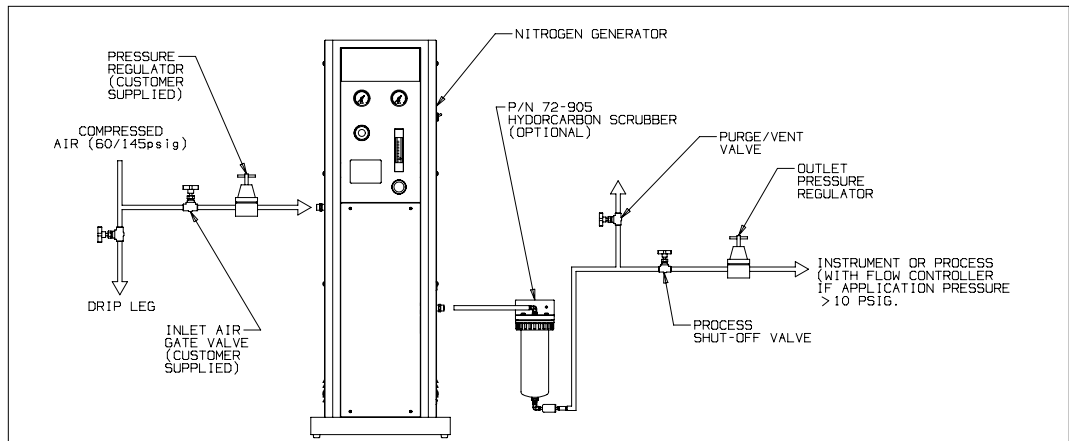 NITROGEN GENERATOR
PRESSURE
REGULATOR
(CUSTOMER
SUPPLIED)
COMPRESSED
AIR (60/145psig)
P/N 72-905
HYDORCARBON SCRUBBER
(OPTIONAL)
PURGE/VENT
VALVE
OUTLET
PRESSURE
REGULATOR
INSTRUMENT OR PROCESS
(WITH FLOW CONTROLLER
IF APPLICATION PRESSURE
>10 PSIG.
DRIP LEG
INLET AIR
GATE VALVE
(CUSTOMER
SUPPLIED)
PROCESS
SHUT-OFF VALVE